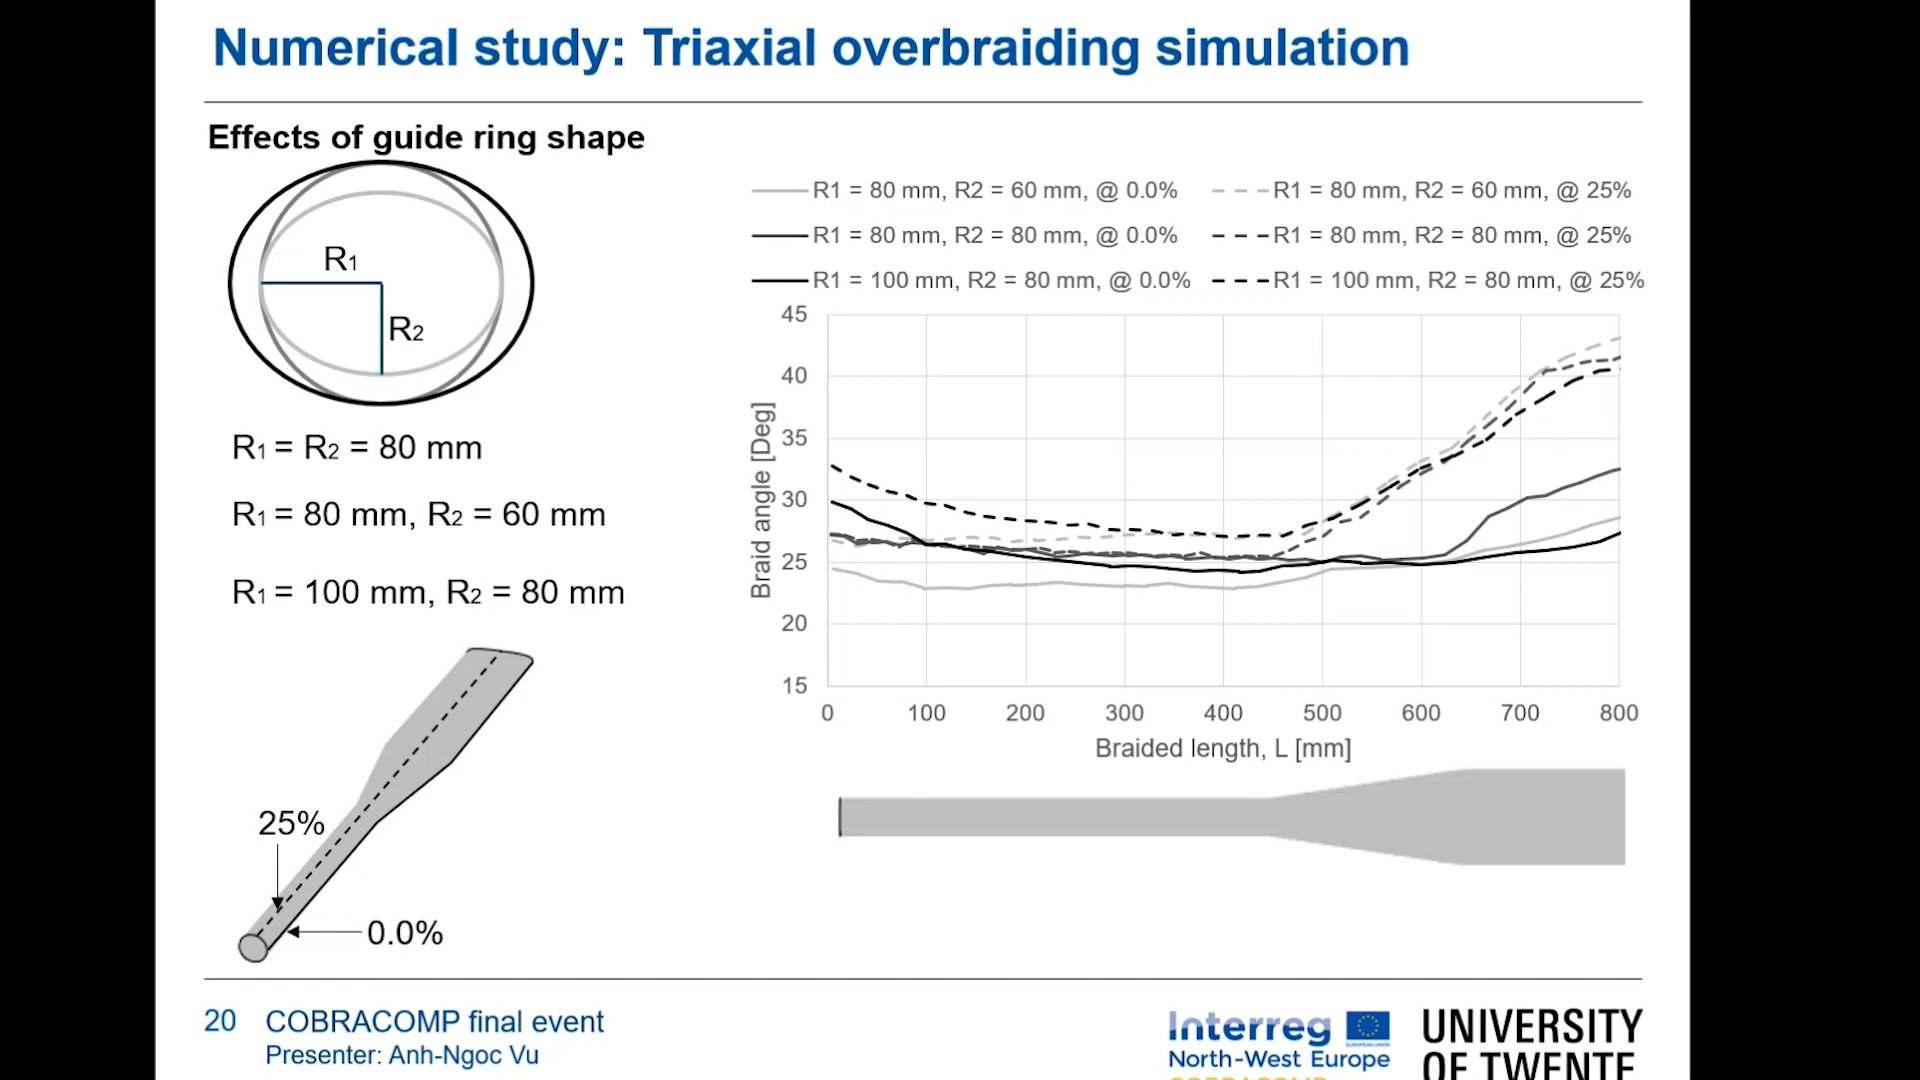 Numerical study: Triaxial overbraiding simulation
Effects of guide ring shape
R1
R2
R1 = R2 = 80 mm
R1 = 80 mm, R2 = 60 mm
R1 = 100 mm, R2 = 80 mm
25%
0.0%
R1 = 80 mm, R2 = 60 mm, @ 0.0%
R1 = 80 mm, R2 = 60 mm, @ 25%
R1 = 80 mm, R2 = 80 mm, @ 0.0%
R1 = 80 mm, R2 = 80 mm, @ 25%
R1 = 100 mm, R2 = 80 mm, @ 0.0%
R1 = 100 mm, R2 = 80 mm, @ 25%
45
40
35
30
25
20
15
Braid angle [Deg]
0 100 200 300 400 500 600 700 800
Braided length, L [mm]
20 COBRACOMP final event
Presenter: Anh-Ngoc Vu
Interreg
EUROPEAN UNION
North-West Europe
COBRACOMP
UNIVERSITY
OF TWENTE